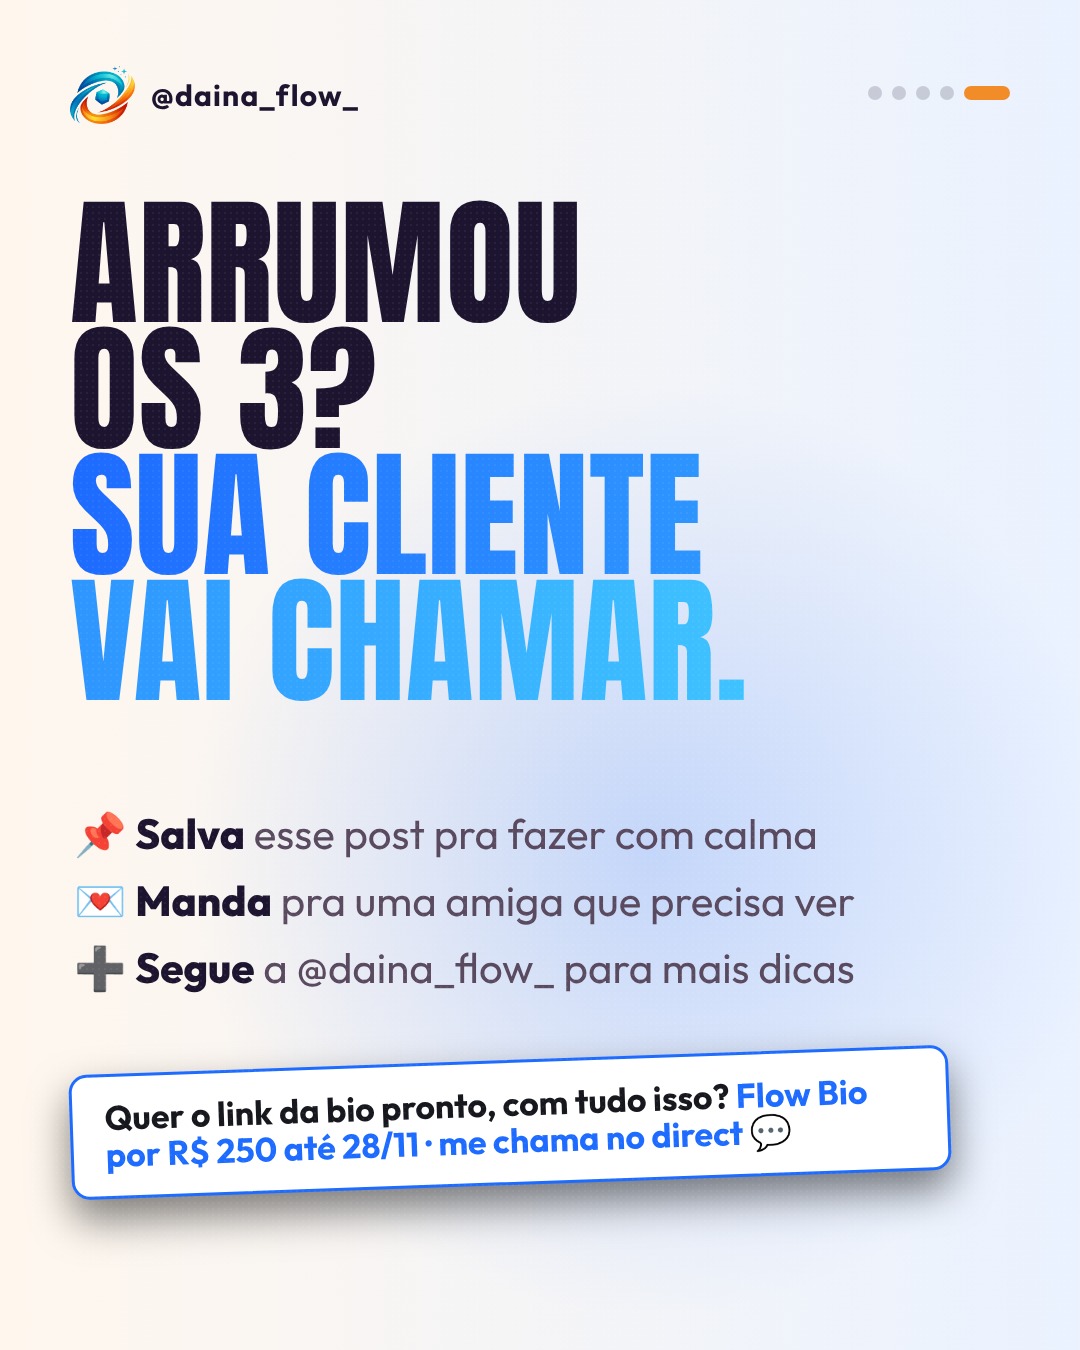 @daina_flow_
ARRUMOU
OS 3?
SUA CLIENTE
VAI CHAMAR.
📌 Salva esse post pra fazer com calma
💌 Manda pra uma amiga que precisa ver
➕ Segue a @daina_flow_ para mais dicas
Quer o link da bio pronto, com tudo isso? Flow Bio
por R$ 250 até 28/11 · me chama no direct 💬